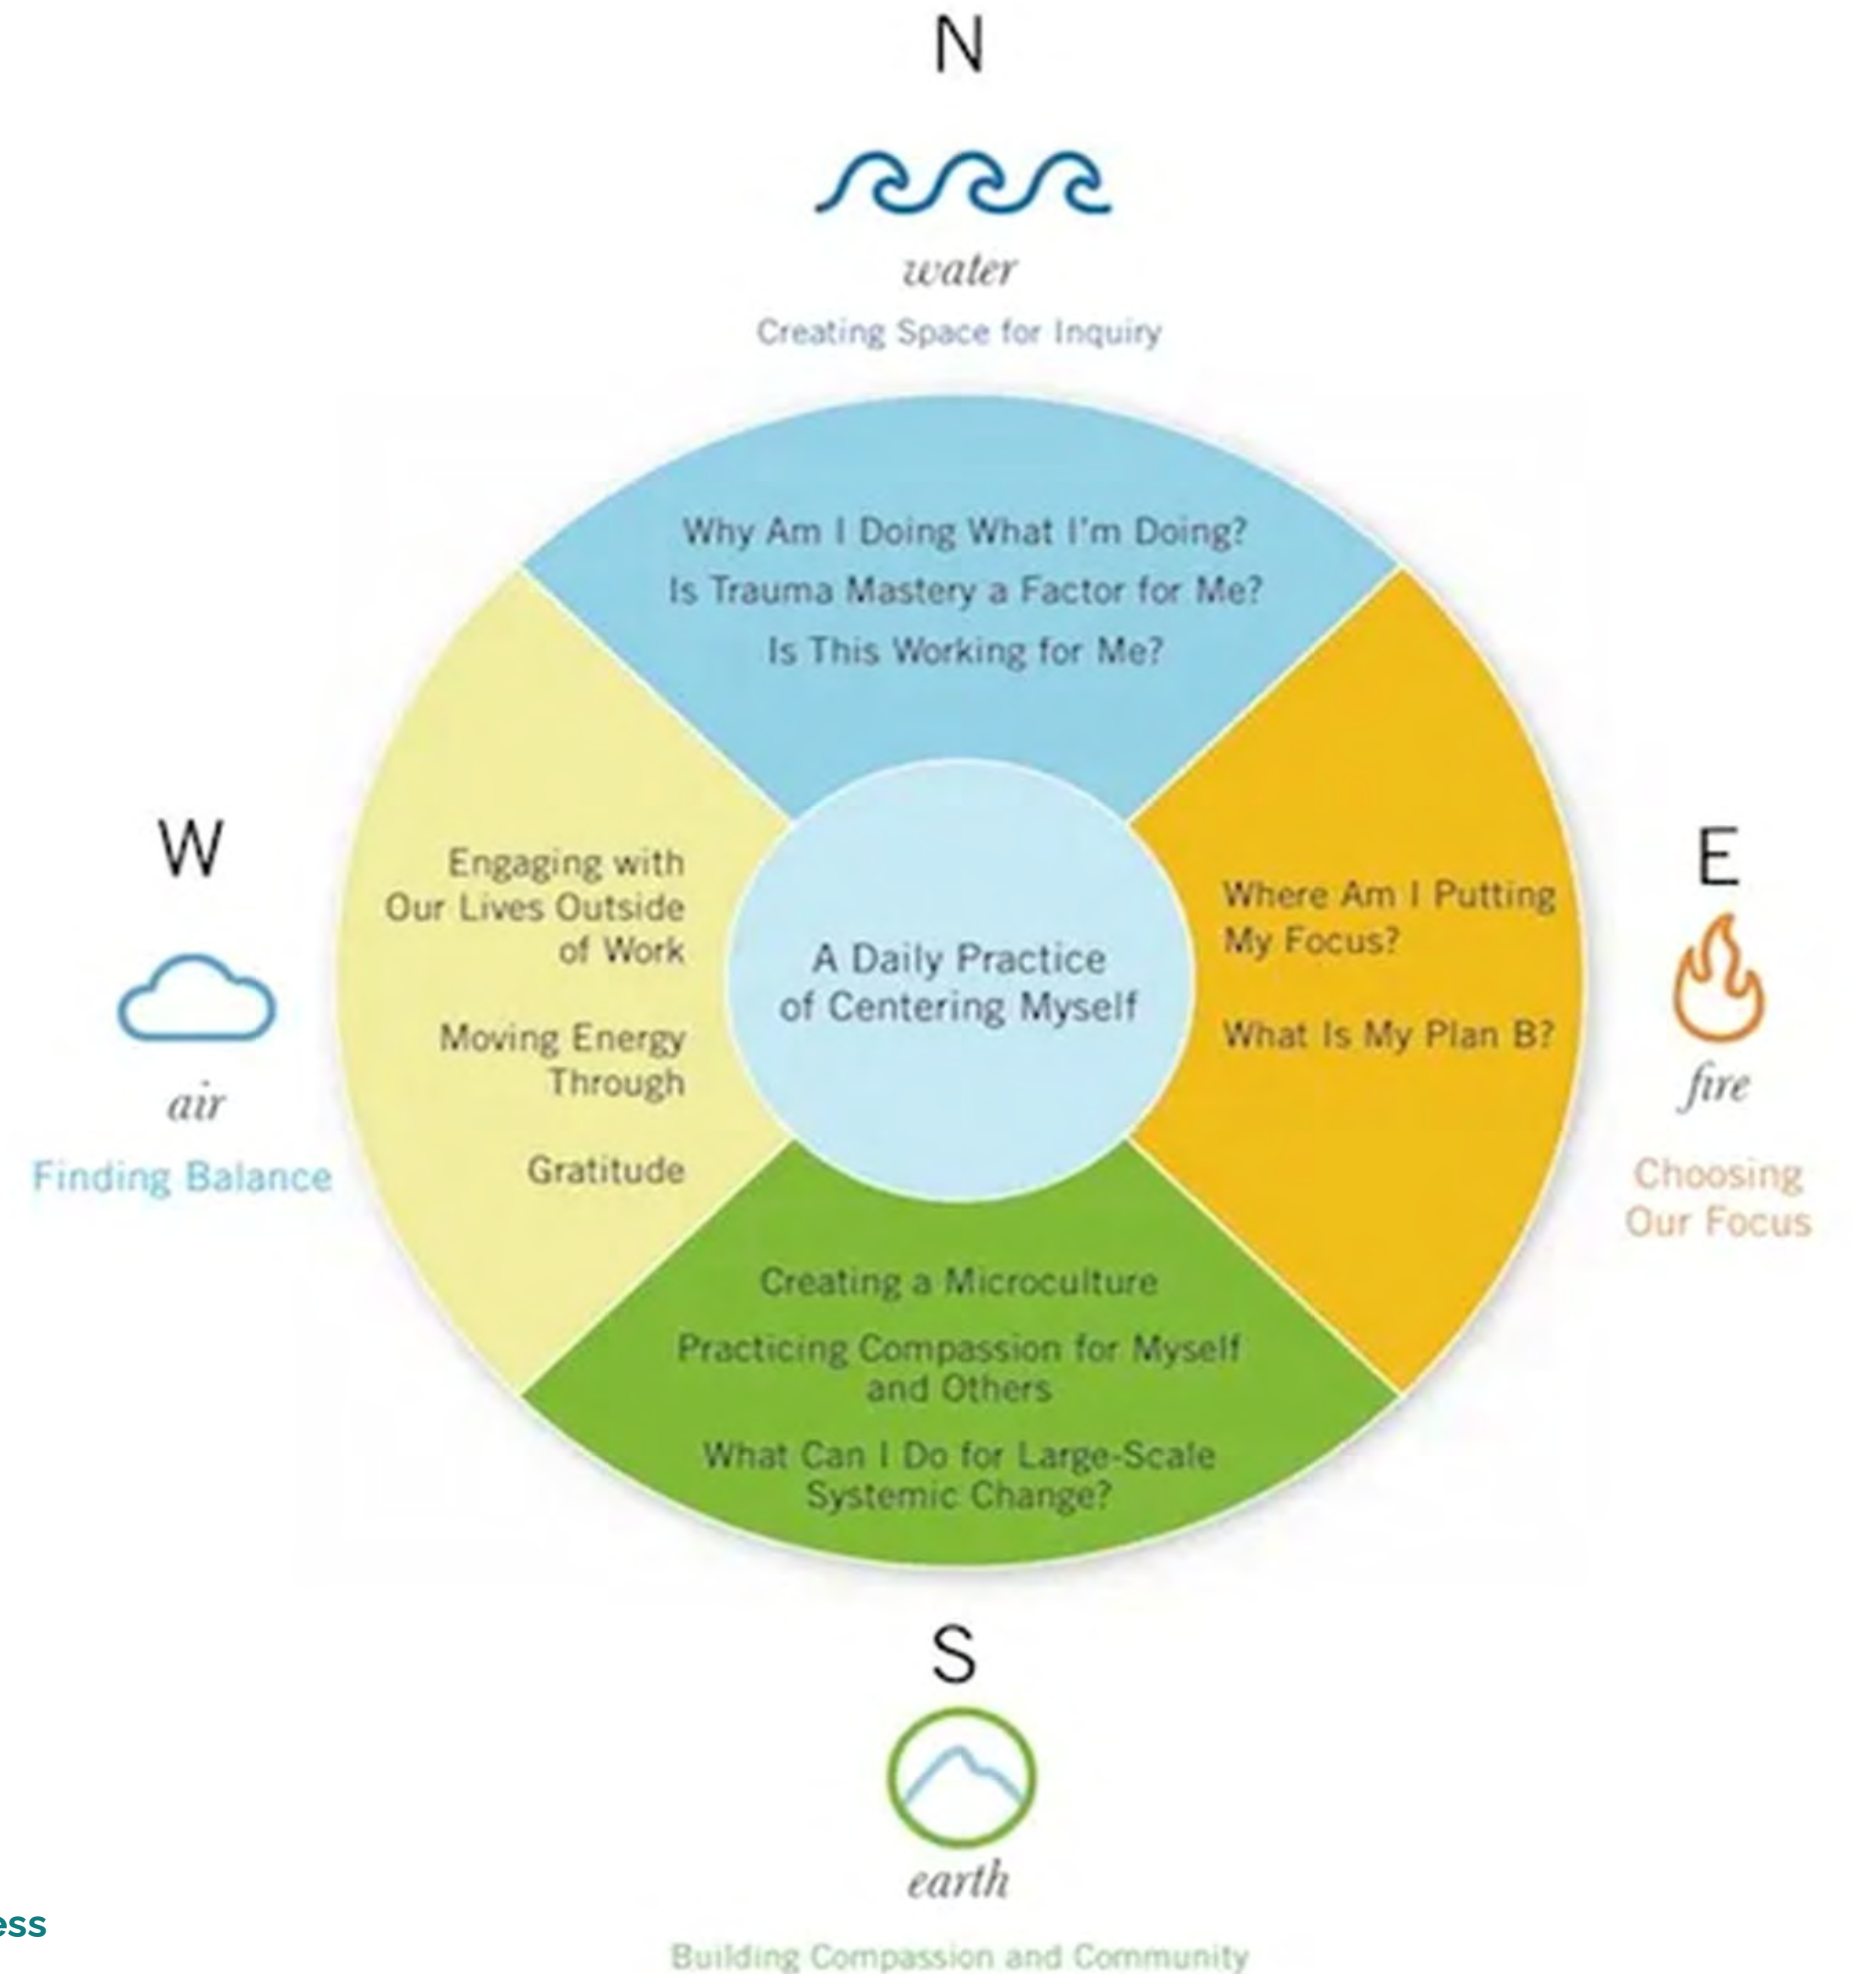 N
water
Creating Space for Inquiry
Why Am I Doing What I'm Doing?
Is Trauma Mastery a Factor for Me?
Is This Working for Me?
W
air
Finding Balance
Engaging with
Our Lives Outside
of Work
Moving Energy
Through
Gratitude
A Daily Practice
of Centering Myself
Where Am I Putting
My Focus?
What Is My Plan B?
E
fire
Choosing
Our Focus
Creating a Microculture
Practicing Compassion for Myself
and Others
What Can I Do for Large-Scale
Systemic Change?
S
earth
ess
Building Compassion and Community